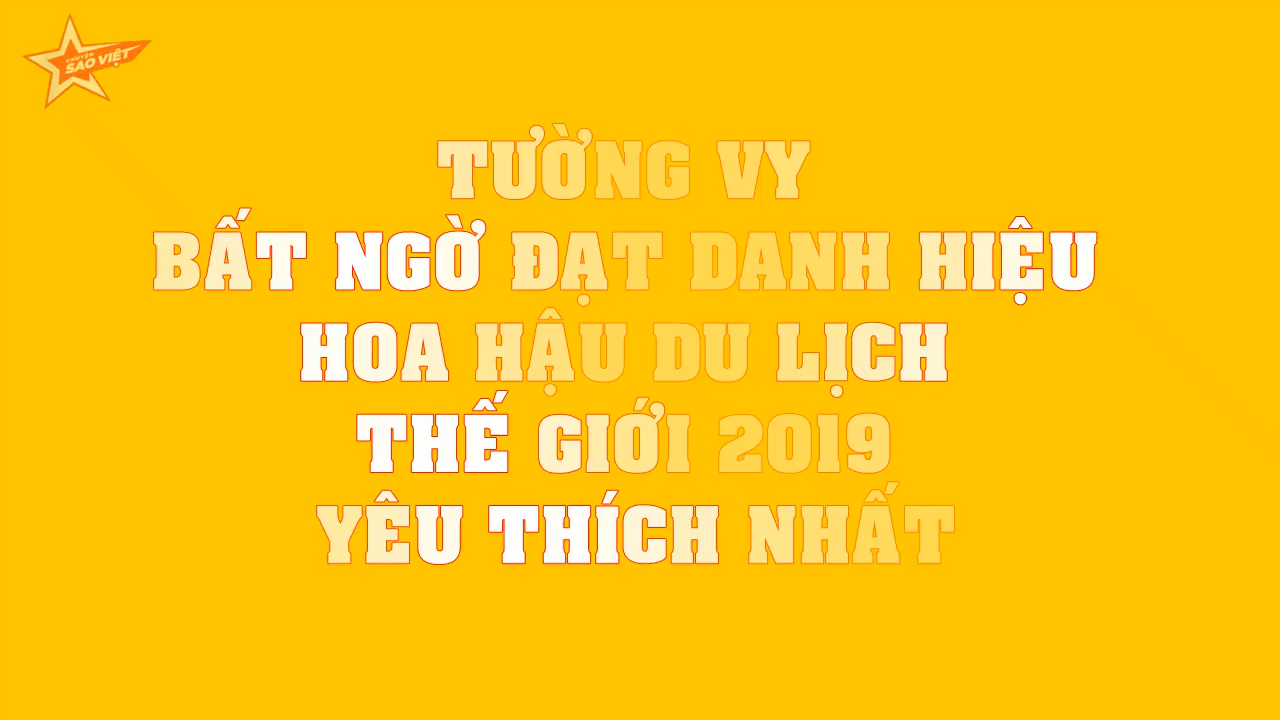 CHUYỆN
SAO VIỆT
TƯỜNG VY
BẤT NGỜ ĐẠT DANH HIỆU
HOA HẬU DU LỊCH
THẾ GIỚI 2019
YÊU THÍCH NHẤT